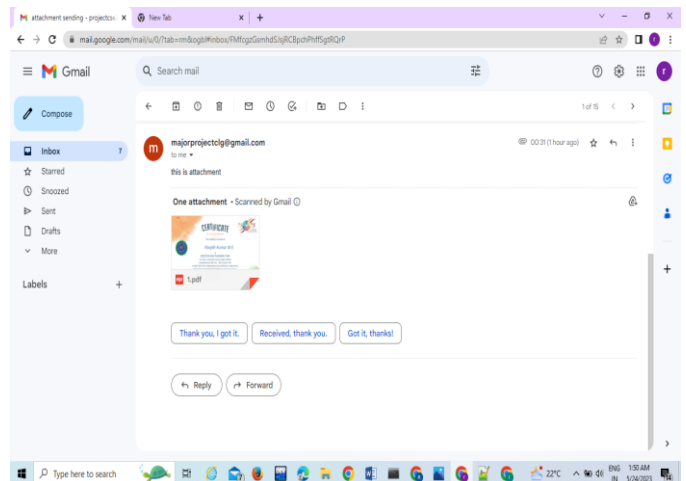 attachment sending - projectcse
New Tab
mail.google.com/mail/u/0/?tab=rm&ogbl#inbox/FMfcgzGsmhdSJsjRCBpchPhffSgtRQrP
Gmail
Search mail
Compose
1 of 15
Inbox 7
Starred
Snoozed
Sent
Drafts
More
Labels
m
majorprojectclg@gmail.com
00:31 (1 hour ago)
to me
this is attachment
One attachment • Scanned by Gmail
CERTIFICATE
PDF 1.pdf
Thank you, I got it.
Received, thank you.
Got it, thanks!
Reply
Forward
Type here to search
22°C
ENG
IN
1:50 AM
5/24/2023